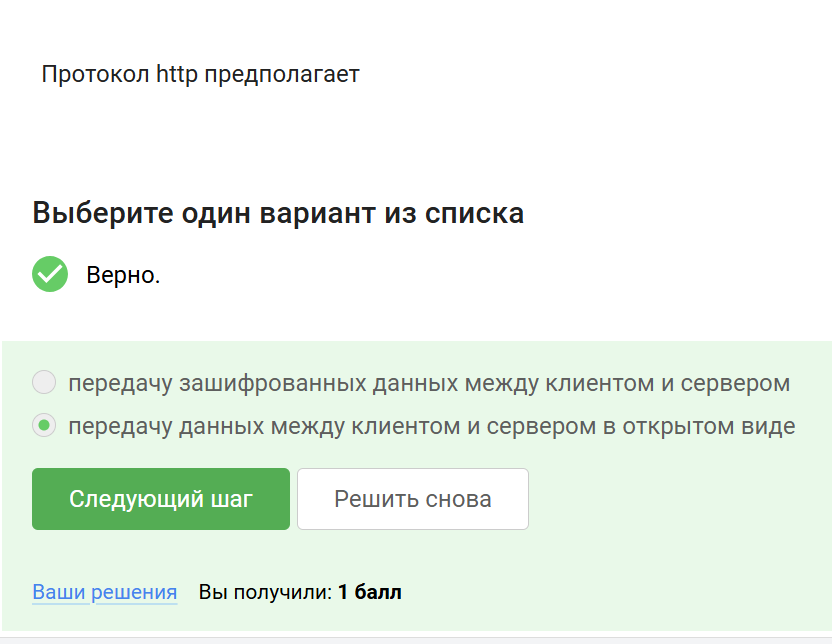 Протокол http предполагает
Выберите один вариант из списка
Верно.
передачу зашифрованных данных между клиентом и сервером
передачу данных между клиентом и сервером в открытом виде
Следующий шаг
Решить снова
Ваши решения Вы получили: 1 балл